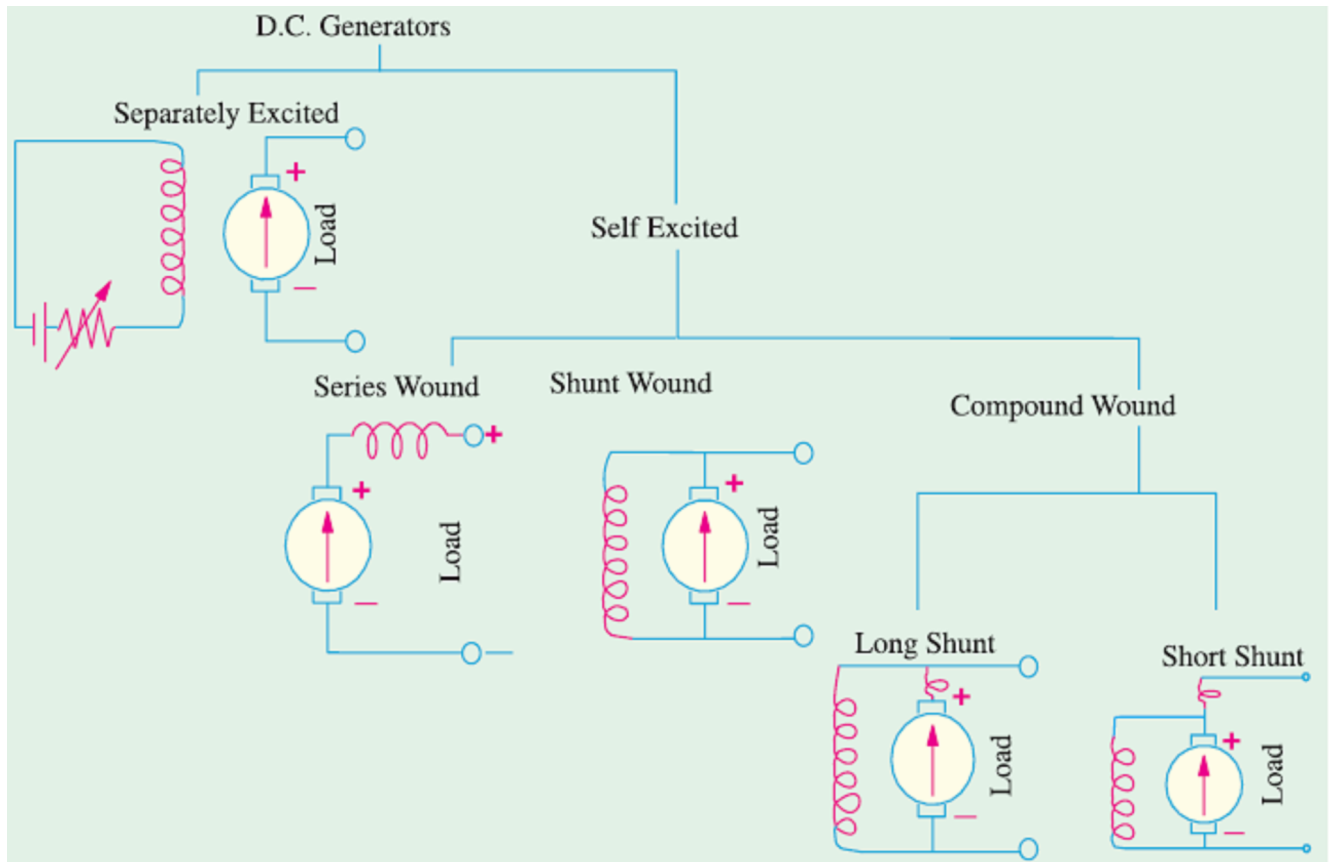 D.C. Generators
Separately Excited
+
Load
−
Self Excited
Series Wound
+
+
Load
−
−
Shunt Wound
+
Load
−
Compound Wound
Long Shunt
+
Load
−
Short Shunt
+
Load
−